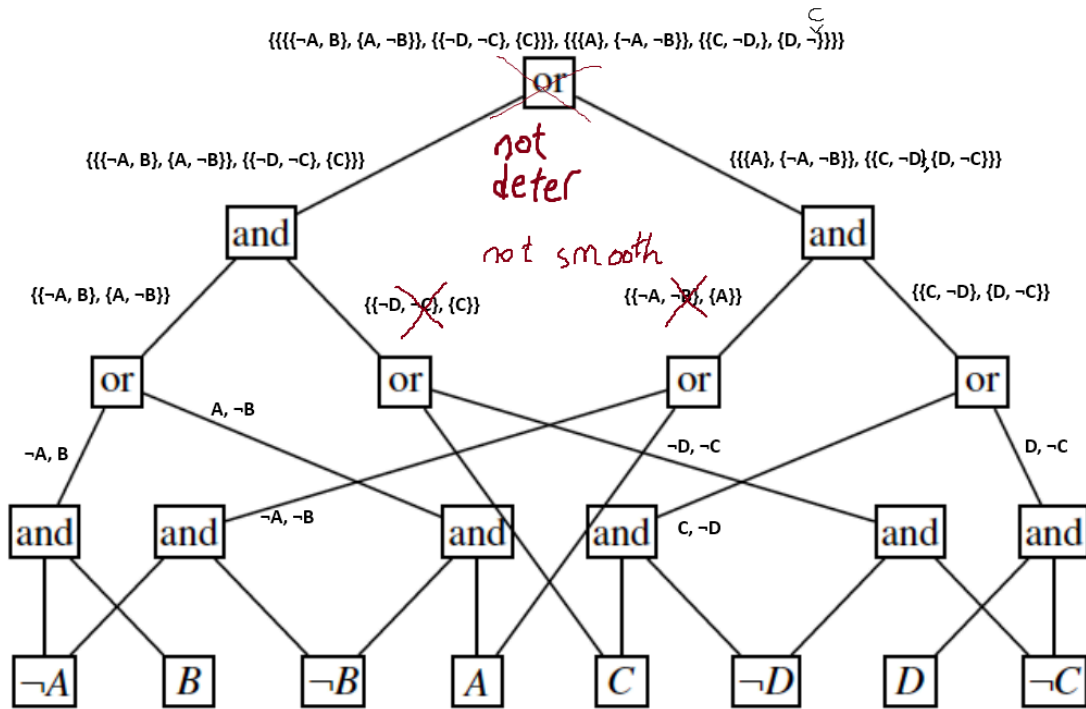 C
{{{{¬A, B}, {A, ¬B}}, {{¬D, ¬C}, {C}}}, {{{A}, {¬A, ¬B}}, {{C, ¬D,}, {D, ¬}}}}
or
not
deter
{{{¬A, B}, {A, ¬B}}, {{¬D, ¬C}, {C}}}
{{{A}, {¬A, ¬B}}, {{C, ¬D}, {D, ¬C}}}
and
and
not smooth
{{¬A, B}, {A, ¬B}}
{{¬D, ¬C}, {C}}
{{¬A, ¬B}, {A}}
{{C, ¬D}, {D, ¬C}}
or
or
or
or
A, ¬B
¬A, B
¬D, ¬C
D, ¬C
and
and
and
and
and
and
¬A, ¬B
C, ¬D
¬A
B
¬B
A
C
¬D
D
¬C